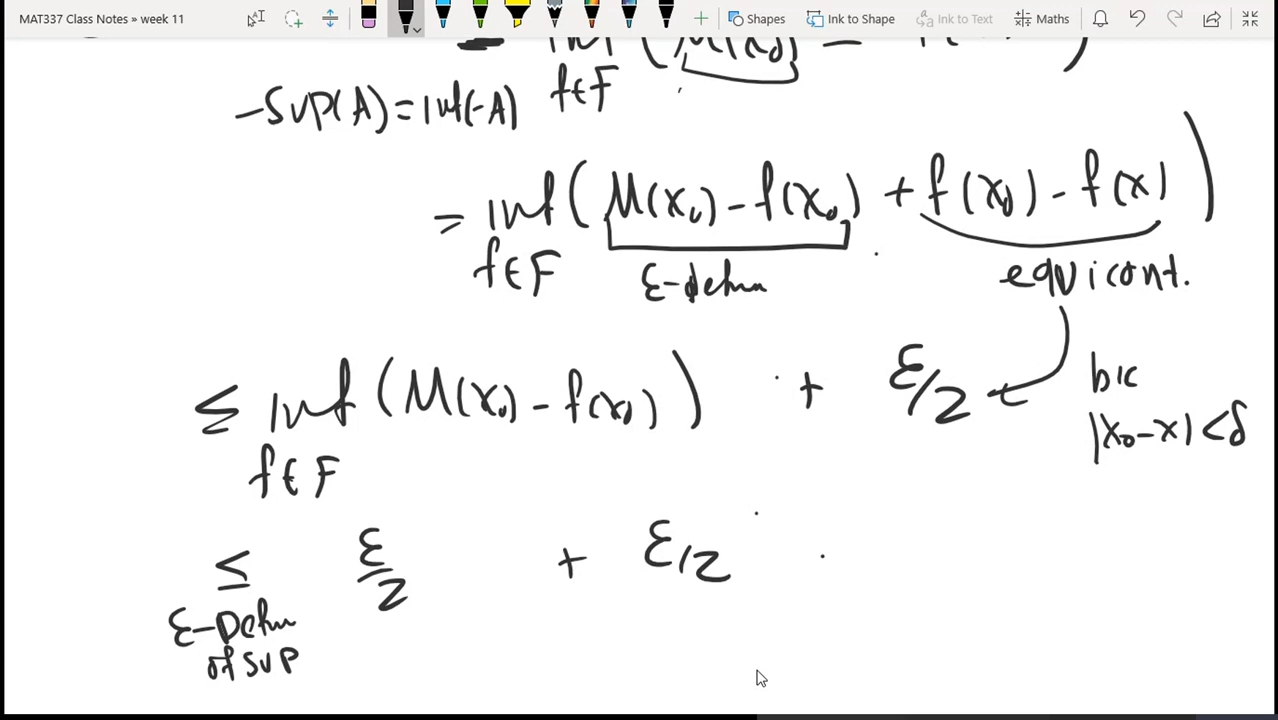 MAT337 Class Notes » week 11
Shapes Ink to Shape Ink to Text Maths
(M(x₀) –
-SUP(A) = inf(-A) f∈F
= inf (M(x₀) - f(x₀) + f(x₀) - f(x))
f∈F ε-defn equicont.
≤ inf (M(x₀) - f(x₀)) + ε/2 ← b/c
f∈F |x₀-x| < δ
≤ ε/2 + ε/2
ε-Defn
of SUP